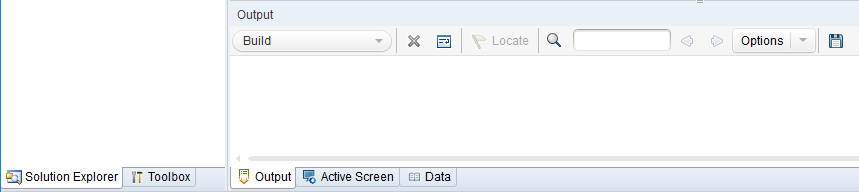 Output
Build Locate Options
Solution Explorer Toolbox Output Active Screen Data